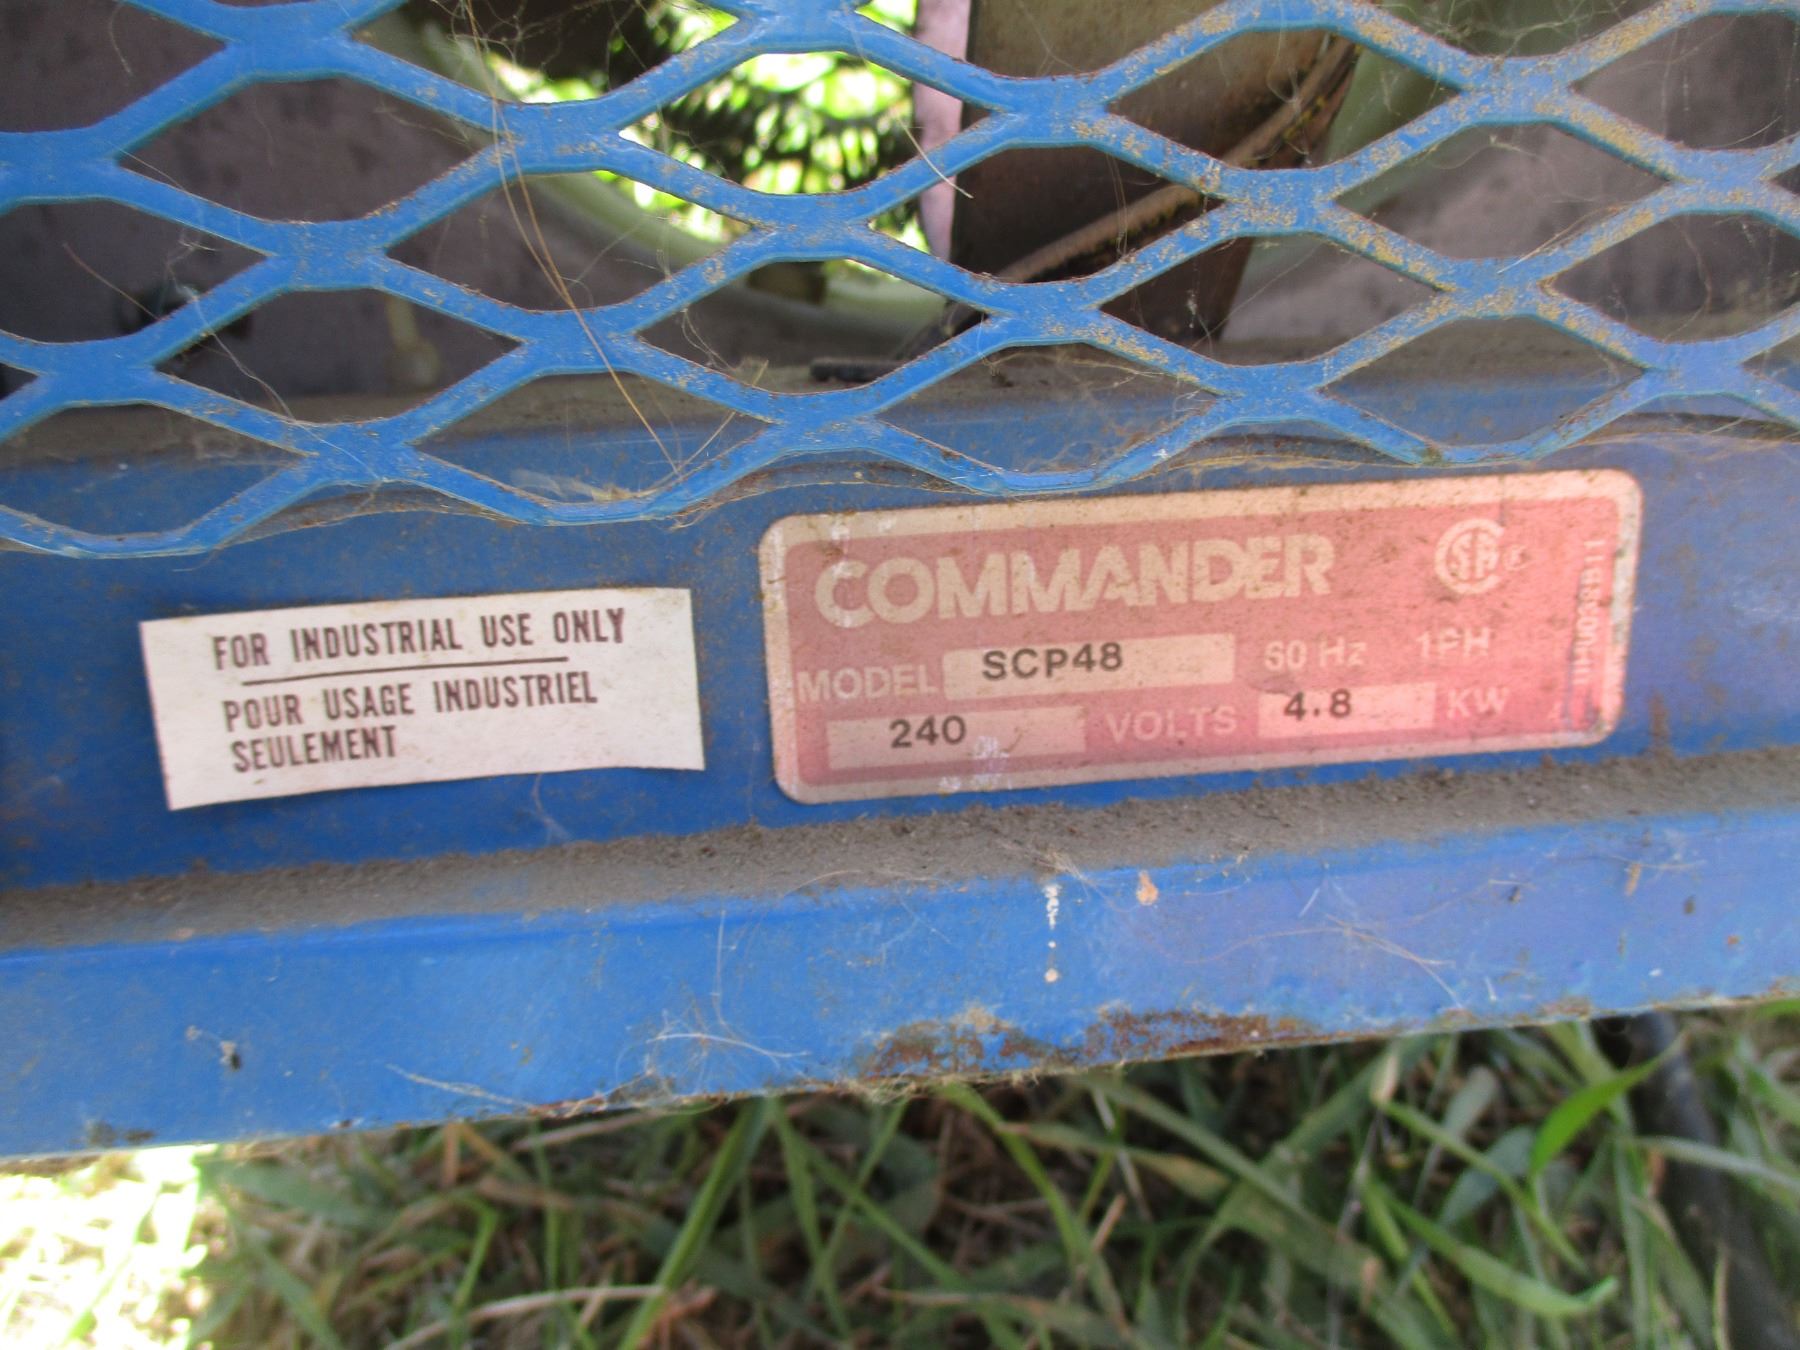 FOR INDUSTRIAL USE ONLY
POUR USAGE INDUSTRIEL
SEULEMENT
COMMANDER
MODEL SCP48 60 Hz 1PH
240 VOLTS 4.8 KW